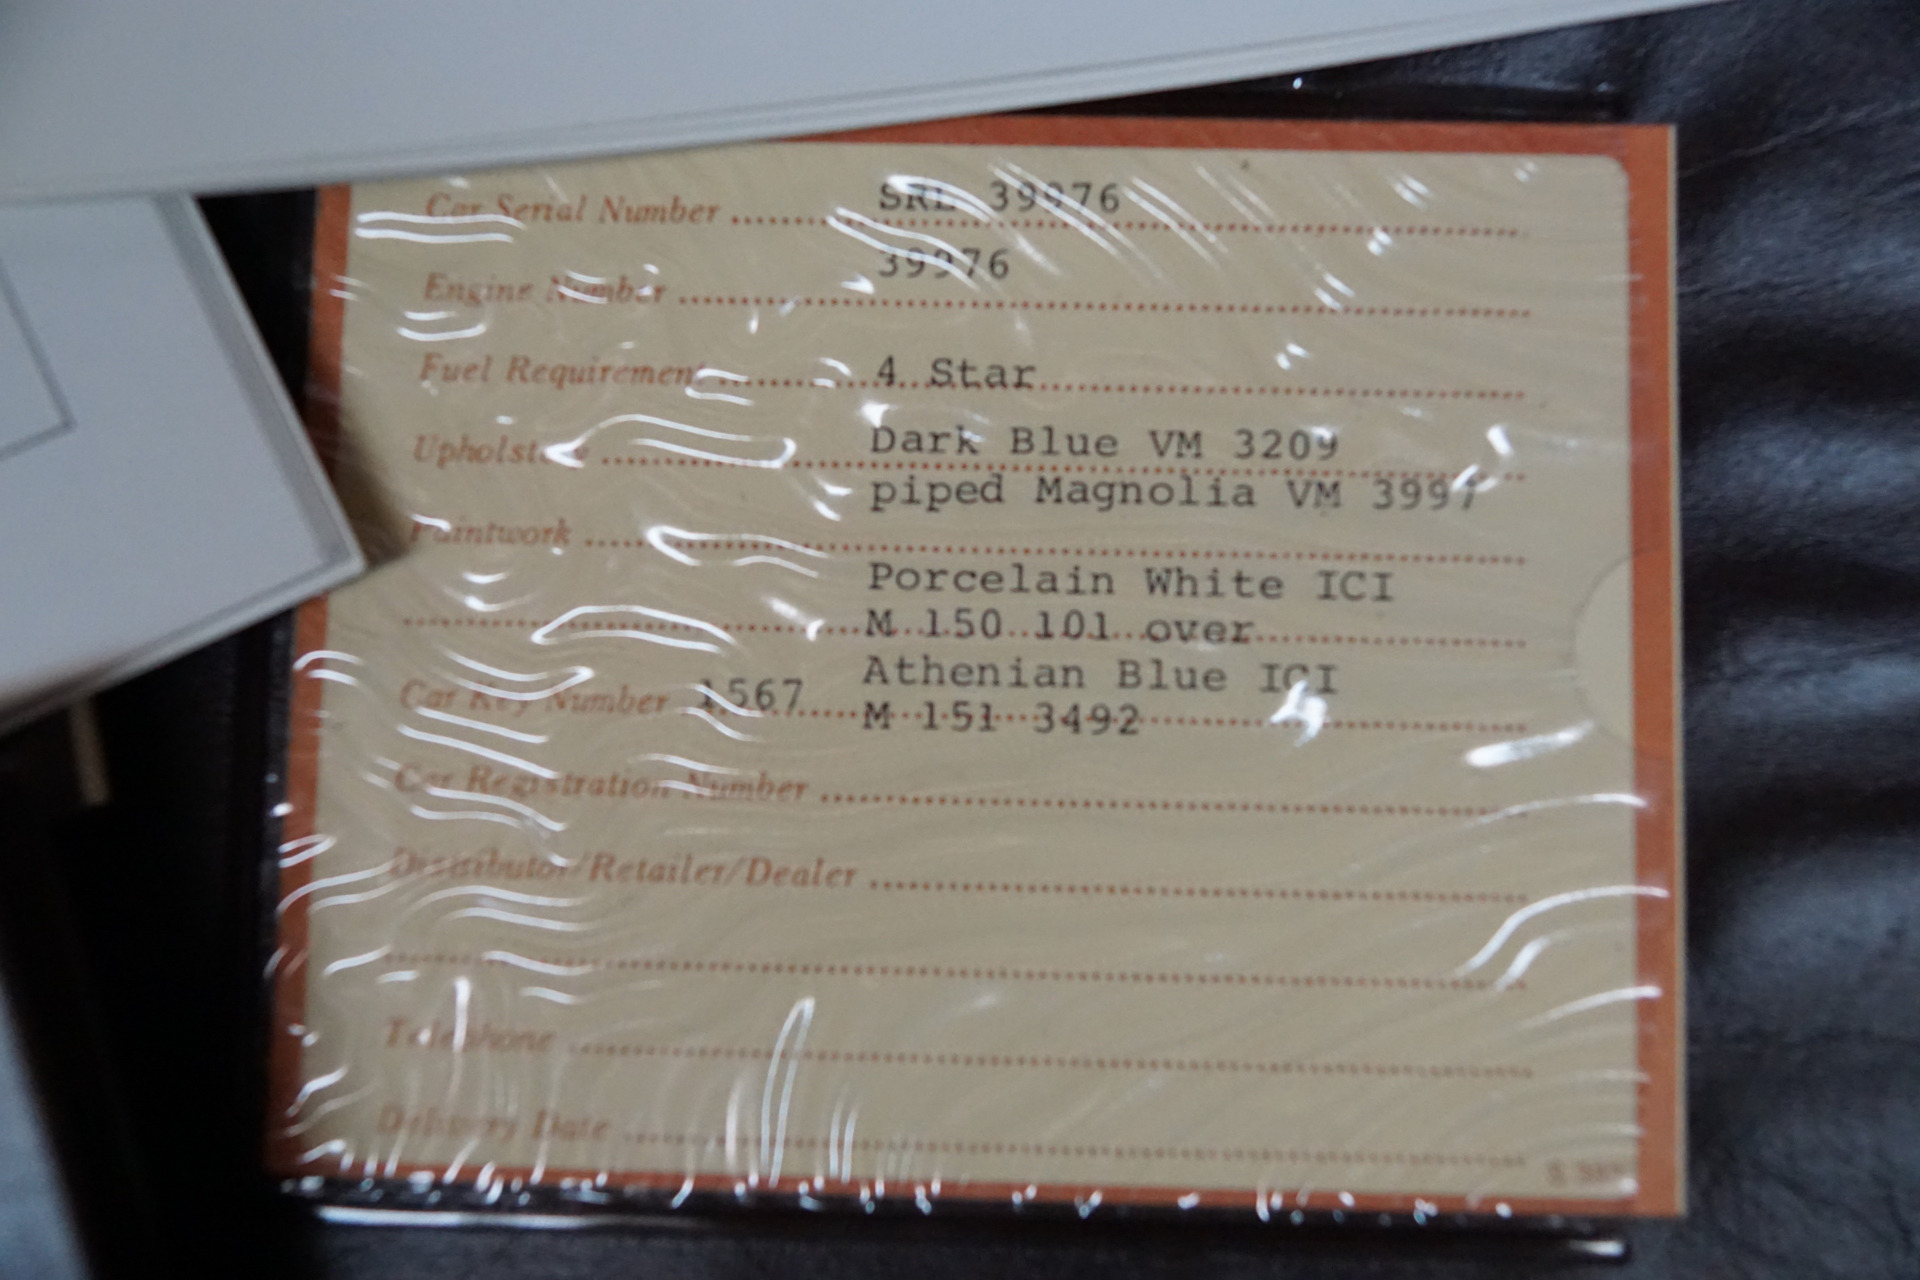 Car Serial Number SRL 39976
Engine Number 39976
Fuel Requirement 4 Star
Upholstery Dark Blue VM 3209
piped Magnolia VM 3997
Paintwork
Porcelain White ICI
M 150 101 over
Athenian Blue ICI
Car Key Number 1567 M 151 3492
Car Registration Number
Distributor/Retailer/Dealer
Telephone
Delivery Date